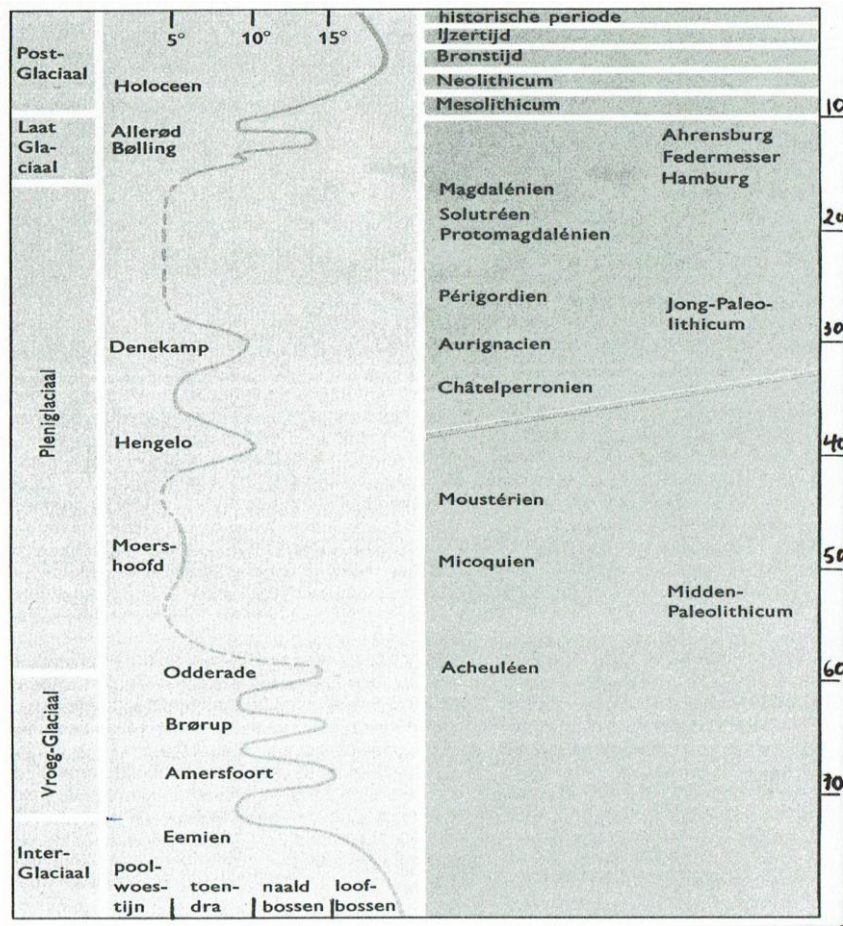 5°
10°
15°
Post-
Glaciaal
Holoceen
Laat
Gla-
ciaal
Allerød
Bølling
Pleniglaciaal
Denekamp
Hengelo
Moers-
hoofd
Vroeg-Glaciaal
Odderade
Brørup
Amersfoort
Inter-
Glaciaal
Eemien
pool-
woes-
tijn
toen-
dra
naald
bossen
loof-
bossen
historische periode
IJzertijd
Bronstijd
Neolithicum
Mesolithicum
Ahrensburg
Federmesser
Hamburg
Magdalénien
Solutréen
Protomagdalénien
Périgordien
Jong-Paleo-
lithicum
Aurignacien
Châtelperronien
Moustérien
Micoquien
Midden-
Paleolithicum
Acheuléen
10
20
30
40
50
60
70